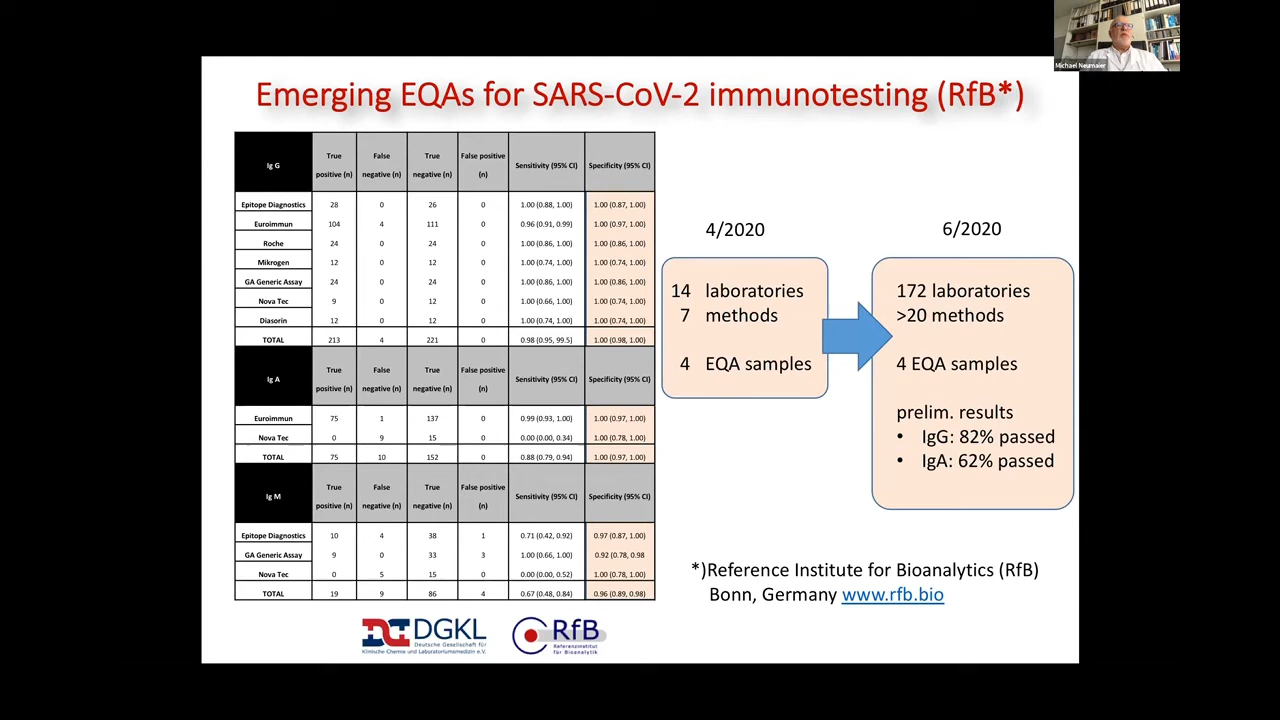 Michael Neumaier
Emerging EQAs for SARS-CoV-2 immunotesting (RfB*)
Ig G True positive (n) False negative (n) True negative (n) False positive (n) Sensitivity (95% CI) Specificity (95% CI)
Epitope Diagnostics 28 0 26 0 1.00 (0.88, 1.00) 1.00 (0.87, 1.00)
Euroimmun 104 4 111 0 0.96 (0.91, 0.99) 1.00 (0.97, 1.00)
Roche 24 0 24 0 1.00 (0.86, 1.00) 1.00 (0.86, 1.00)
Mikrogen 12 0 12 0 1.00 (0.74, 1.00) 1.00 (0.74, 1.00)
GA Generic Assay 24 0 24 0 1.00 (0.86, 1.00) 1.00 (0.86, 1.00)
Nova Tec 9 0 12 0 1.00 (0.66, 1.00) 1.00 (0.74, 1.00)
Diasorin 12 0 12 0 1.00 (0.74, 1.00) 1.00 (0.74, 1.00)
TOTAL 213 4 221 0 0.98 (0.95, 99.5) 1.00 (0.98, 1.00)
Ig A True positive (n) False negative (n) True negative (n) False positive (n) Sensitivity (95% CI) Specificity (95% CI)
Euroimmun 75 1 137 0 0.99 (0.93, 1.00) 1.00 (0.97, 1.00)
Nova Tec 0 9 15 0 0.00 (0.00, 0.34) 1.00 (0.78, 1.00)
TOTAL 75 10 152 0 0.88 (0.79, 0.94) 1.00 (0.97, 1.00)
Ig M True positive (n) False negative (n) True negative (n) False positive (n) Sensitivity (95% CI) Specificity (95% CI)
Epitope Diagnostics 10 4 38 1 0.71 (0.42, 0.92) 0.97 (0.87, 1.00)
GA Generic Assay 9 0 33 3 1.00 (0.66, 1.00) 0.92 (0.78, 0.98
Nova Tec 0 5 15 0 0.00 (0.00, 0.52) 1.00 (0.78, 1.00)
TOTAL 19 9 86 4 0.67 (0.48, 0.84) 0.96 (0.89, 0.98)
4/2020
14 laboratories
7 methods
4 EQA samples
6/2020
172 laboratories
>20 methods
4 EQA samples
prelim. results
• IgG: 82% passed
• IgA: 62% passed
*)Reference Institute for Bioanalytics (RfB)
Bonn, Germany www.rfb.bio
DGKL
Deutsche Gesellschaft für
Klinische Chemie und Laboratoriumsmedizin e.V.
RfB
Referenzinstitut
für Bioanalytik